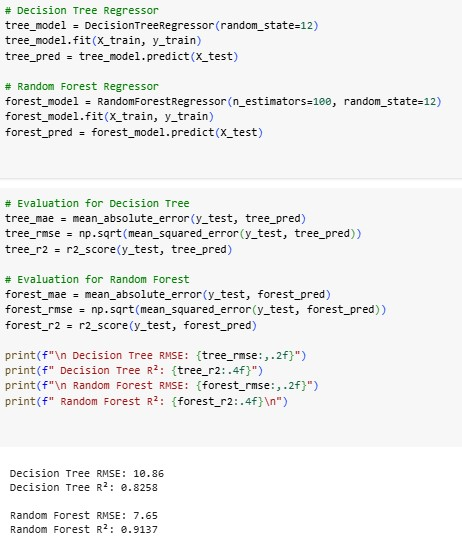 # Decision Tree Regressor
tree_model = DecisionTreeRegressor(random_state=12)
tree_model.fit(X_train, y_train)
tree_pred = tree_model.predict(X_test)
# Random Forest Regressor
forest_model = RandomForestRegressor(n_estimators=100, random_state=12)
forest_model.fit(X_train, y_train)
forest_pred = forest_model.predict(X_test)
# Evaluation for Decision Tree
tree_mae = mean_absolute_error(y_test, tree_pred)
tree_rmse = np.sqrt(mean_squared_error(y_test, tree_pred))
tree_r2 = r2_score(y_test, tree_pred)
# Evaluation for Random Forest
forest_mae = mean_absolute_error(y_test, forest_pred)
forest_rmse = np.sqrt(mean_squared_error(y_test, forest_pred))
forest_r2 = r2_score(y_test, forest_pred)
print(f"\n Decision Tree RMSE: {tree_rmse:,.2f}")
print(f" Decision Tree R²: {tree_r2:.4f}")
print(f"\n Random Forest RMSE: {forest_rmse:,.2f}")
print(f" Random Forest R²: {forest_r2:.4f}\n")
Decision Tree RMSE: 10.86
Decision Tree R²: 0.8258
Random Forest RMSE: 7.65
Random Forest R²: 0.9137